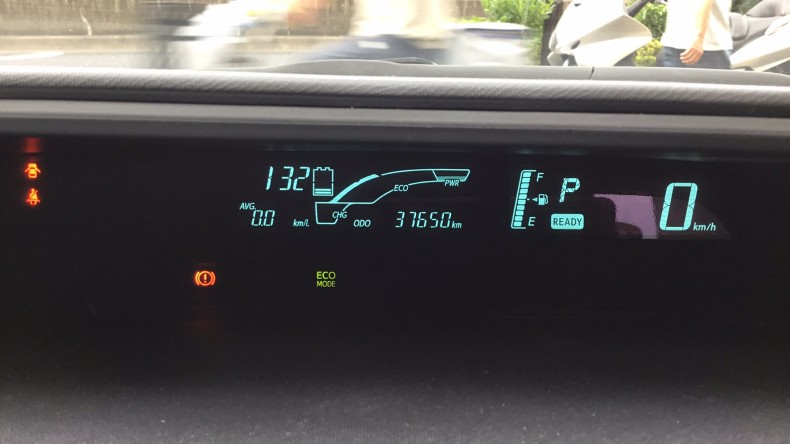 132
PWR
ECO
AVG.
0.0 km/L
CHG
ODO 37650 km
F
E
P
READY
0 km/h
ECO
MODE